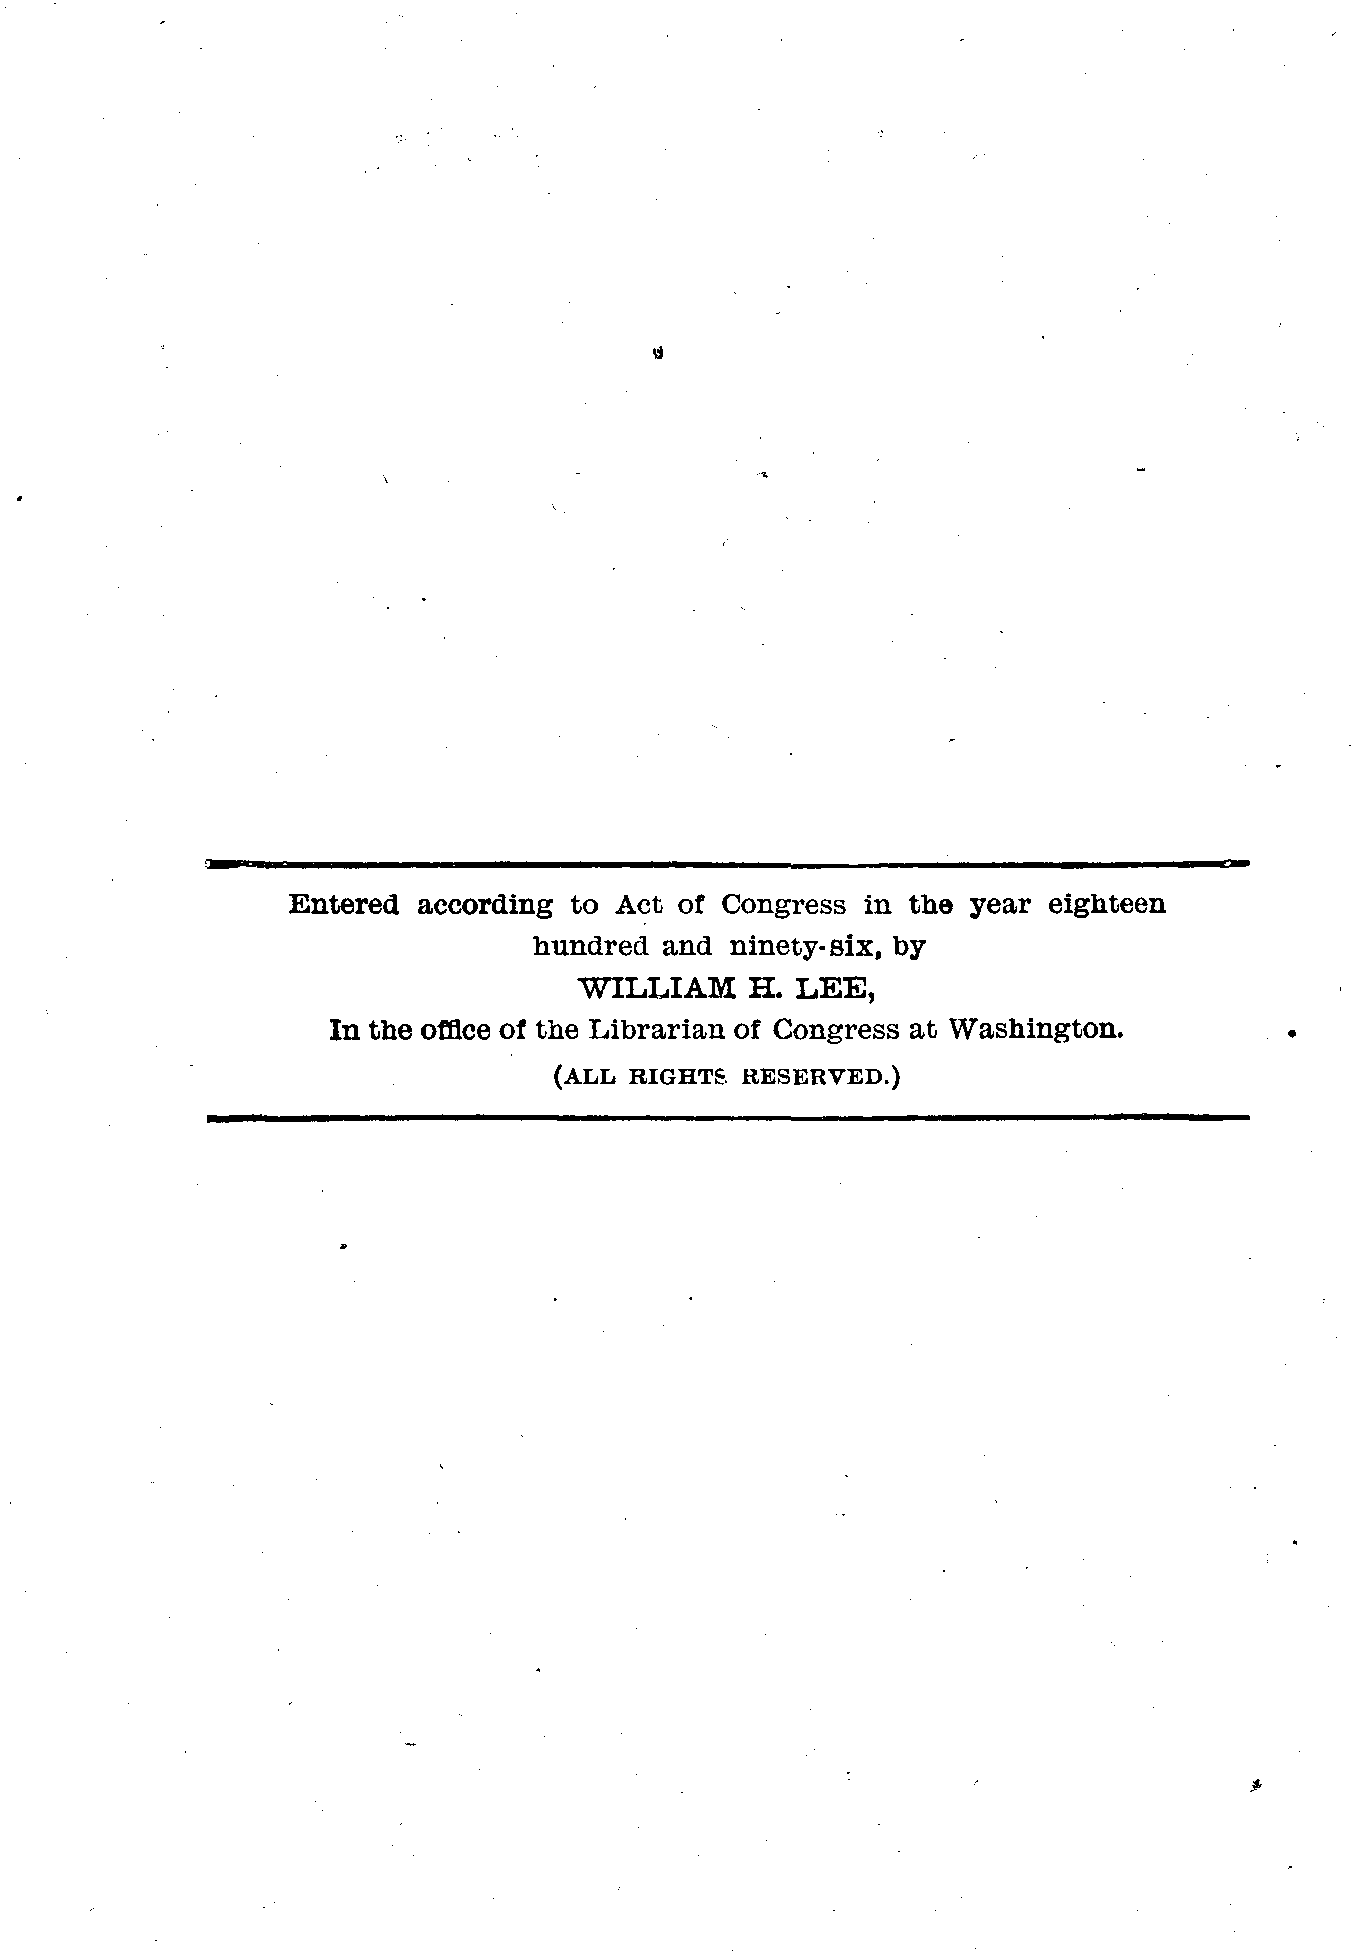 Entered according to Act of Congress in the year eighteen
hundred and ninety-six, by
WILLIAM H. LEE,
In the office of the Librarian of Congress at Washington.
(ALL RIGHTS RESERVED.)